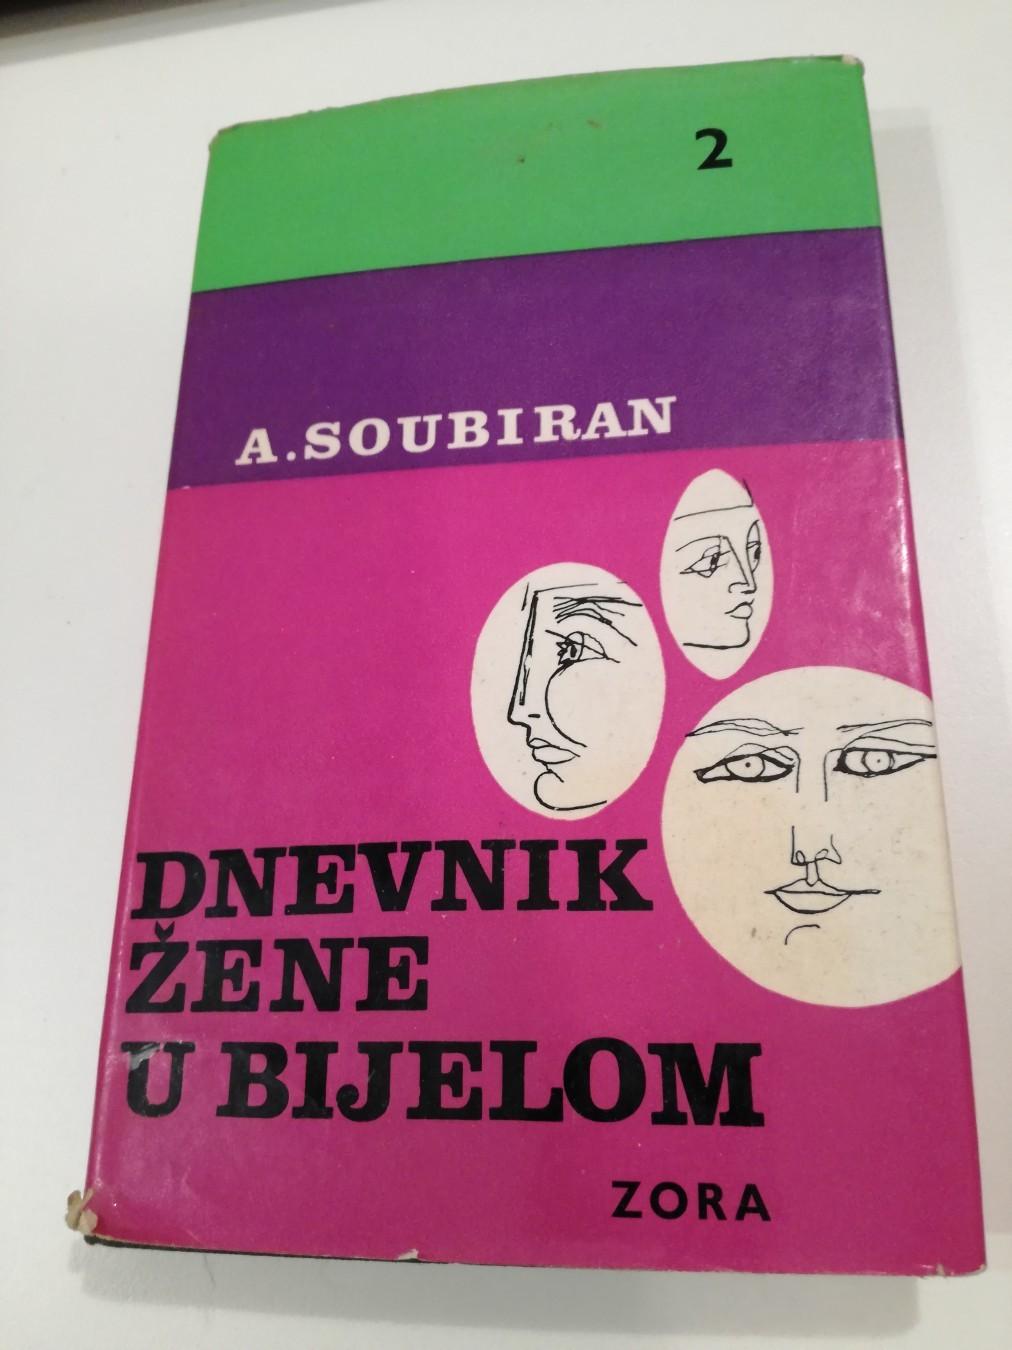 2
A.SOUBIRAN
DNEVNIK
ŽENE
U BIJELOM
ZORA